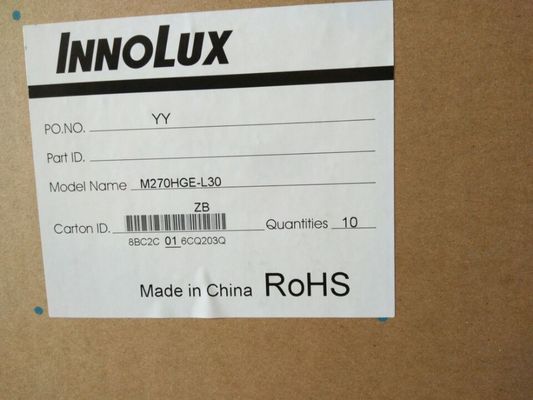 INNOLUX
PO.NO. YY
Part ID.
Model Name M270HGE-L30
ZB
Carton ID. Quantities 10
8BC2C 01 6CQ203Q
Made in China RoHS